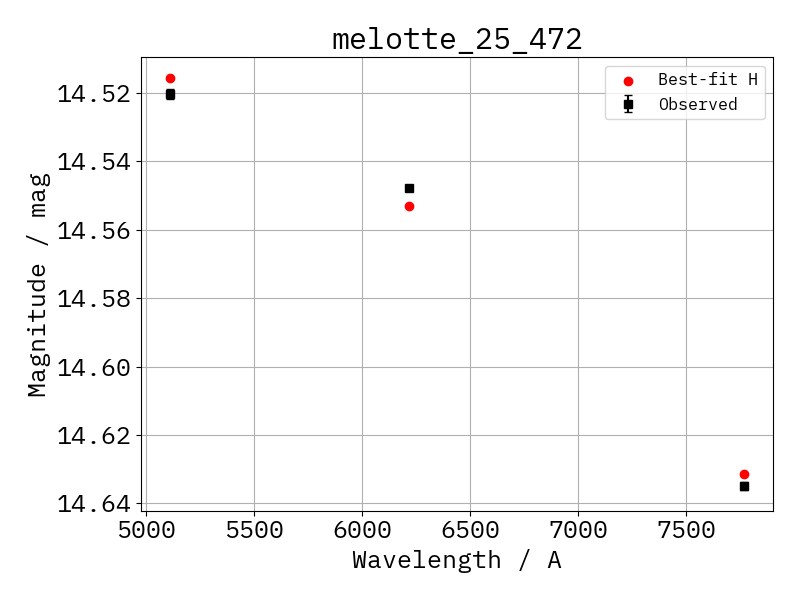 melotte_25_472
Best-fit H
Observed
14.52
14.54
14.56
14.58
14.60
14.62
14.64
Magnitude / mag
5000 5500 6000 6500 7000 7500
Wavelength / A